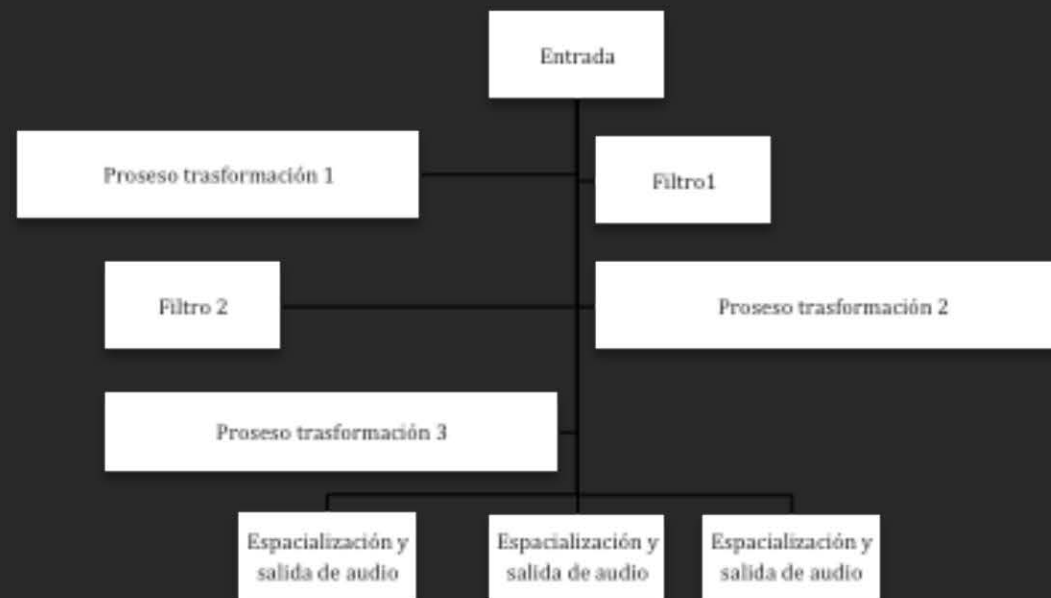 Entrada
Proseso trasformación 1
Filtro1
Filtro 2
Proseso trasformación 2
Proseso trasformación 3
Espacialización y
salida de audio
Espacialización y
salida de audio
Espacialización y
salida de audio